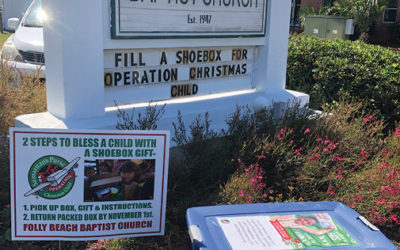 BAPTIST CHURCH
Est. 1947
FILL A SHOEBOX FOR
OPERATION CHRISTMAS
CHILD
2 STEPS TO BLESS A CHILD WITH
A SHOEBOX GIFT-
1. PICK UP BOX, GIFT & INSTRUCTIONS.
2. RETURN PACKED BOX BY NOVEMBER 1st.
FOLLY BEACH BAPTIST CHURCH